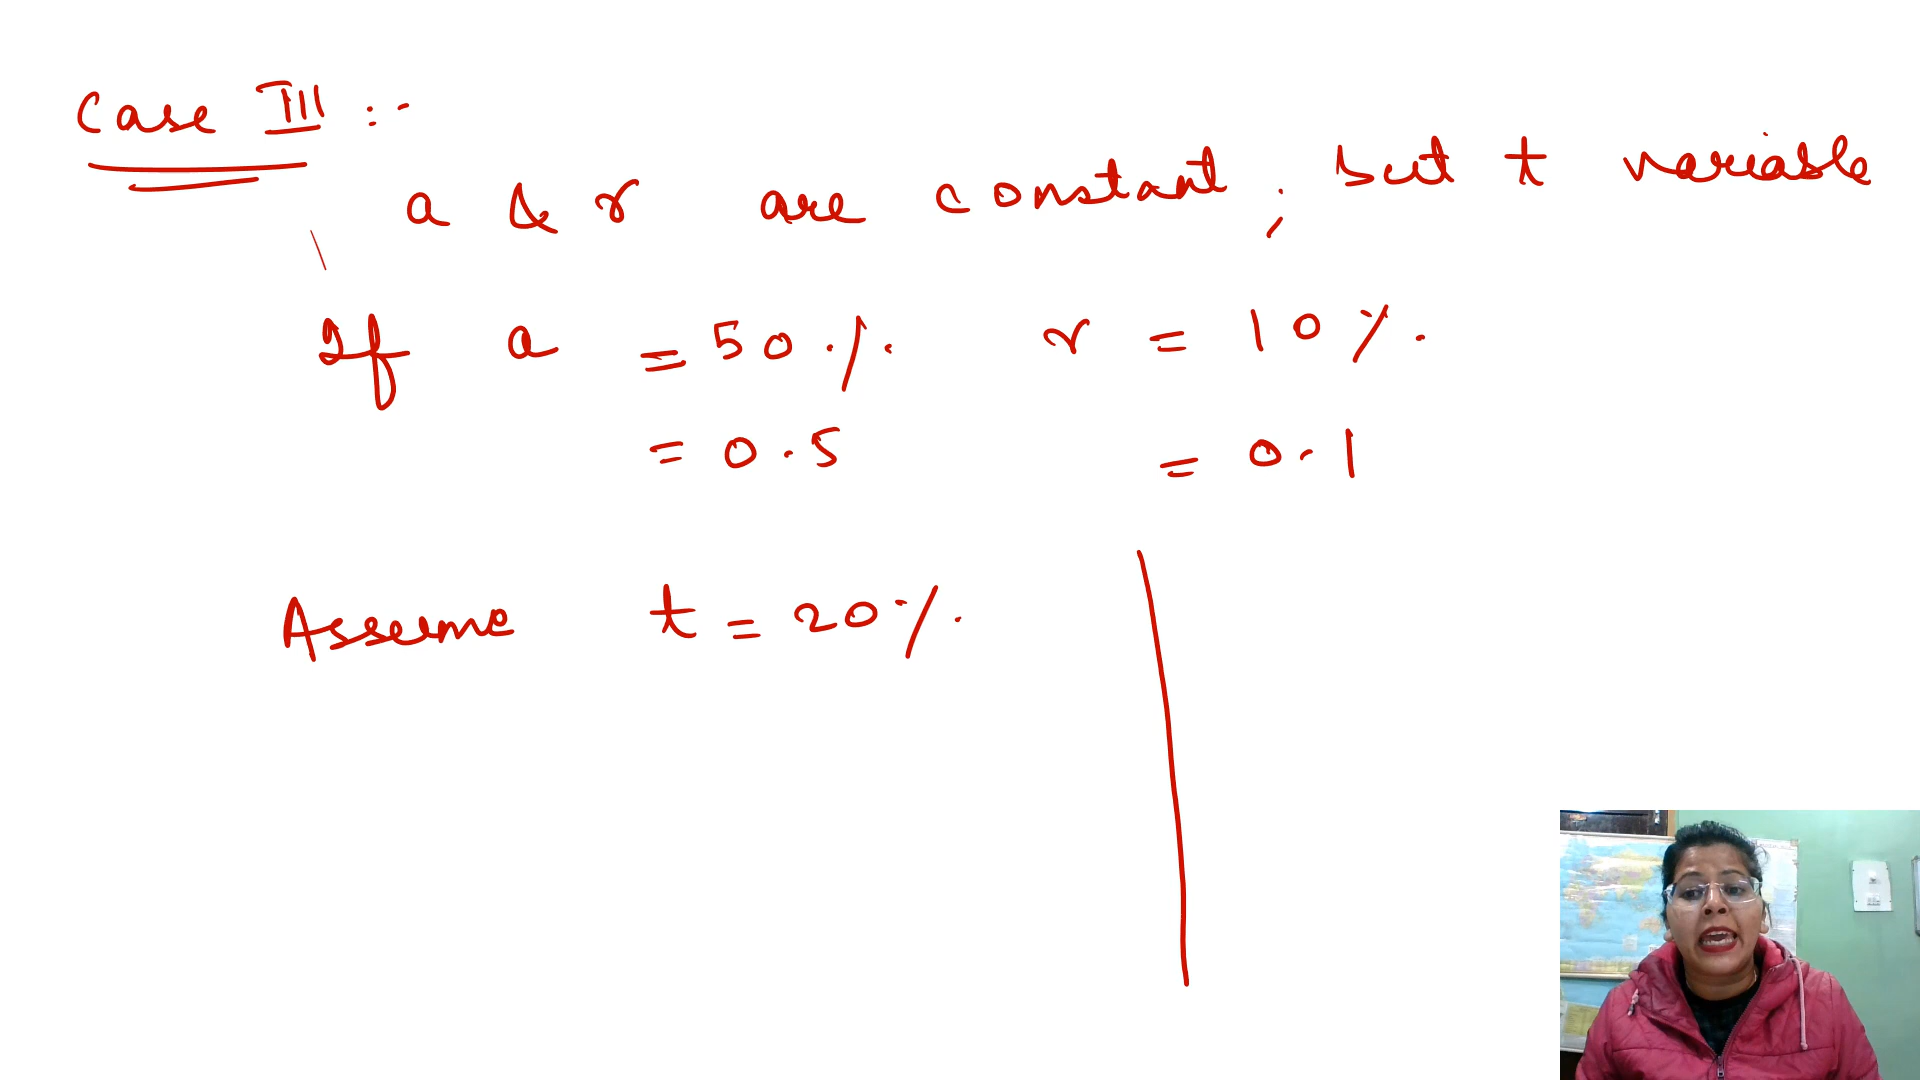 Case III :-
a & r are constant, but t variable
If a = 50% r = 10%.
= 0.5 = 0.1
Assume t = 20%.